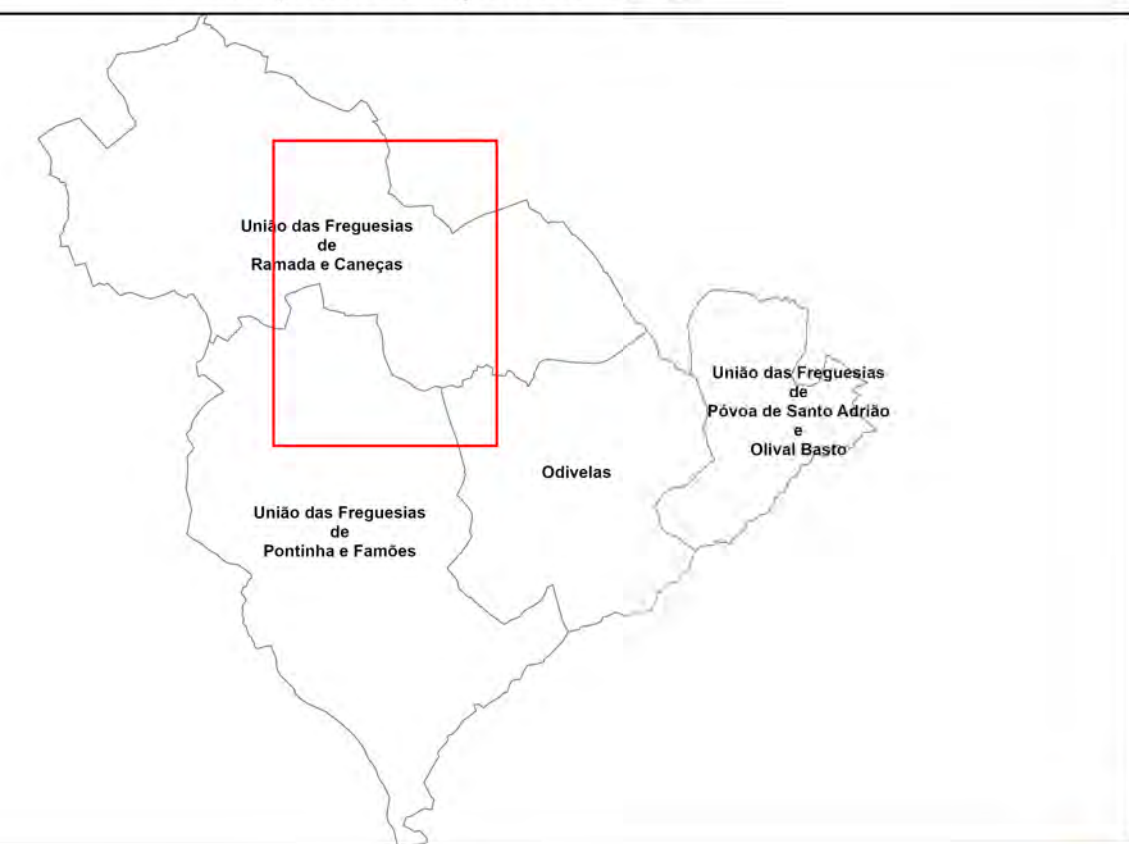 União das Freguesias
de
Ramada e Caneças
União das Freguesias
de
Póvoa de Santo Adrião
e
Olival Basto
Odivelas
União das Freguesias
de
Pontinha e Famões